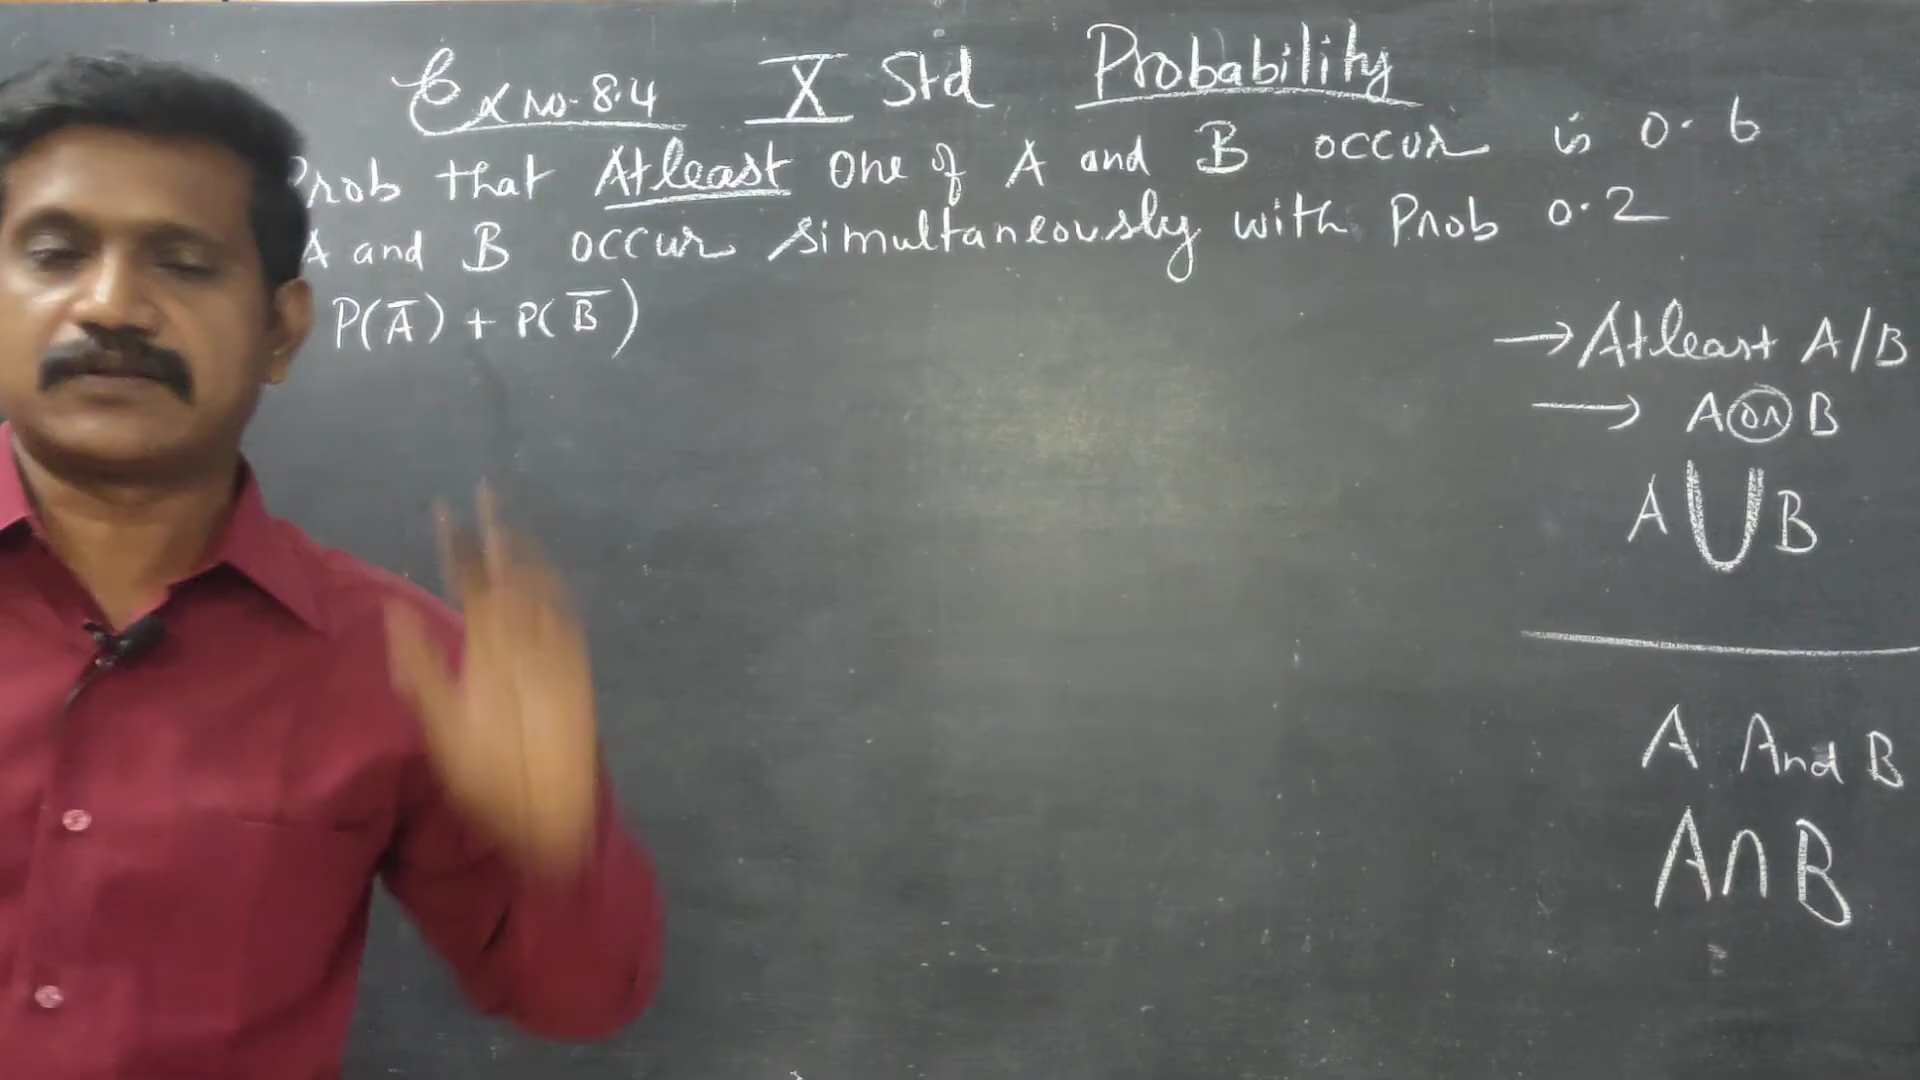 Ex no. 8.4 X Std Probability
Prob that Atleast One of A and B occur is 0.6
A and B occur simultaneously with Prob 0.2
P(A̅) + P(B̅)
→ Atleast A/B
→ A or B
A ∪ B
A And B
A ∩ B